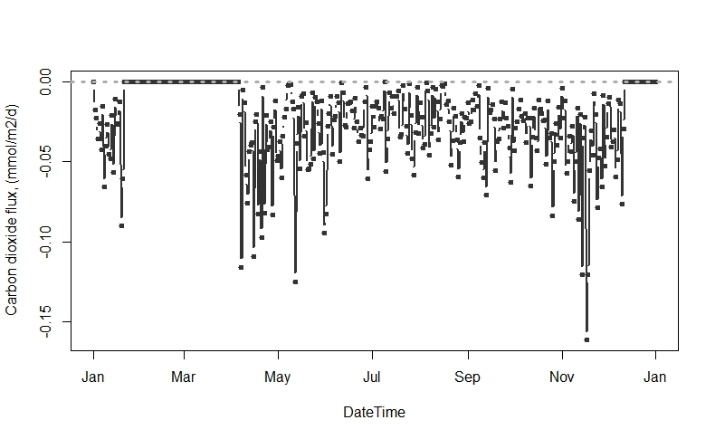 Carbon dioxide flux, (mmol/m2/d)
0.00
-0.05
-0.10
-0.15
Jan Mar May Jul Sep Nov Jan
DateTime